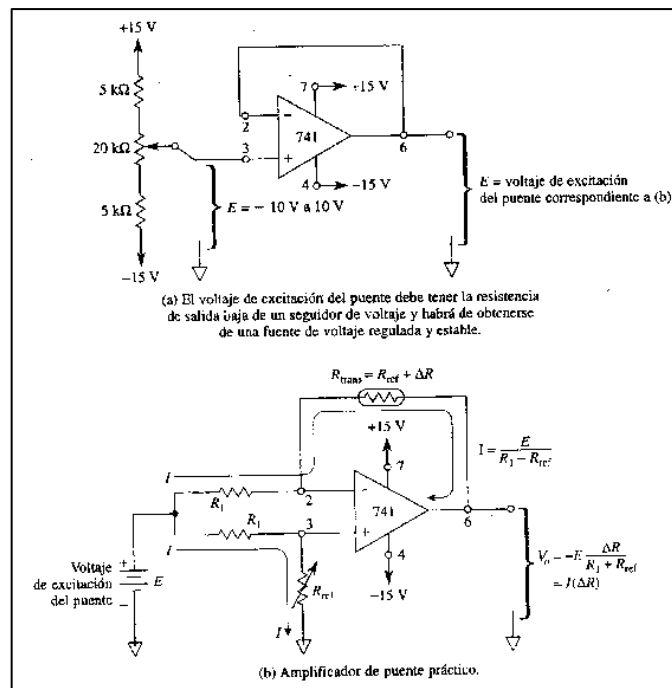 +15 V
5 kΩ
20 kΩ
5 kΩ
−15 V
2
3
7
+15 V
741
4
−15 V
6
E = − 10 V a 10 V
E = voltaje de excitación
del puente correspondiente a (b)
(a) El voltaje de excitación del puente debe tener la resistencia
de salida baja de un seguidor de voltaje y habrá de obtenerse
de una fuente de voltaje regulada y estable.
R_trans = R_ref + ΔR
+15 V
7
I = E / (R_1 − R_ref)
I
R_1
2
741
6
R_1
3
4
−15 V
I
Voltaje
de excitación
del puente
+
E
−
R_ref
I
V_o = −E ΔR / (R_1 + R_ref)
= I(ΔR)
(b) Amplificador de puente práctico.